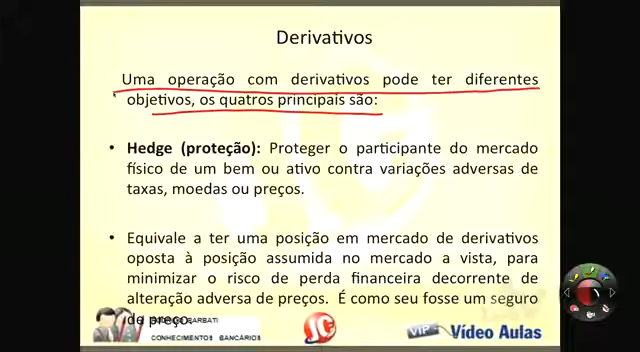 Derivativos
Uma operação com derivativos pode ter diferentes
objetivos, os quatros principais são:
• Hedge (proteção): Proteger o participante do mercado
físico de um bem ou ativo contra variações adversas de
taxas, moedas ou preços.
• Equivale a ter uma posição em mercado de derivativos
oposta à posição assumida no mercado a vista, para
minimizar o risco de perda financeira decorrente de
alteração adversa de preços. É como seu fosse um seguro
de preço.
CONHECIMENTOS BANCÁRIOS
VIP Vídeo Aulas